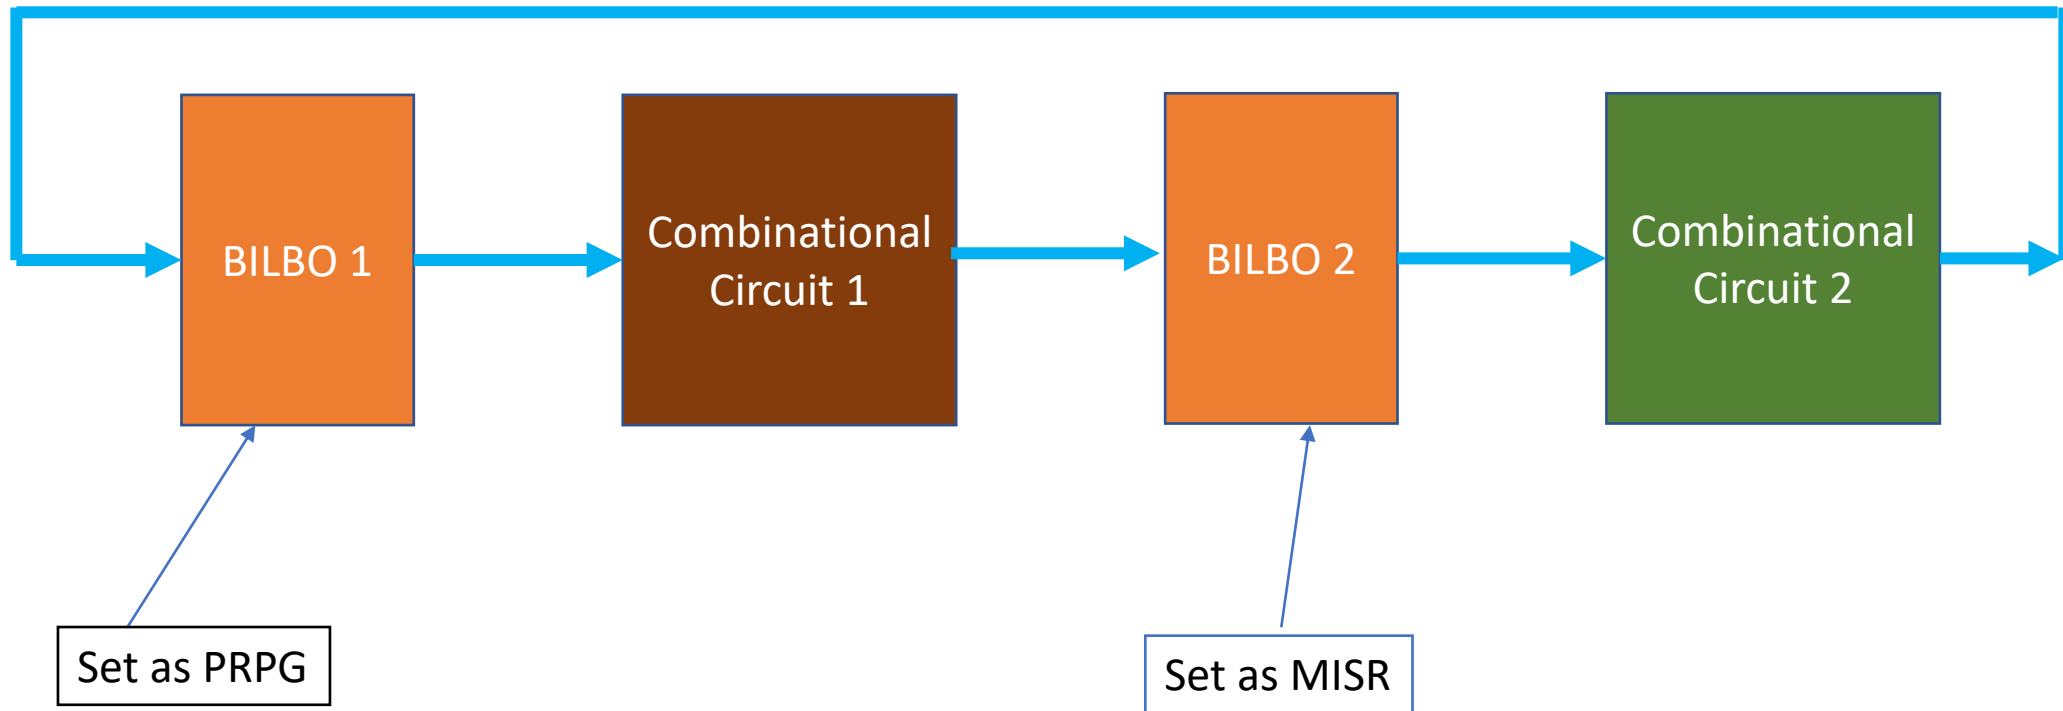 BILBO 1
Combinational
Circuit 1
BILBO 2
Combinational
Circuit 2
Set as PRPG
Set as MISR